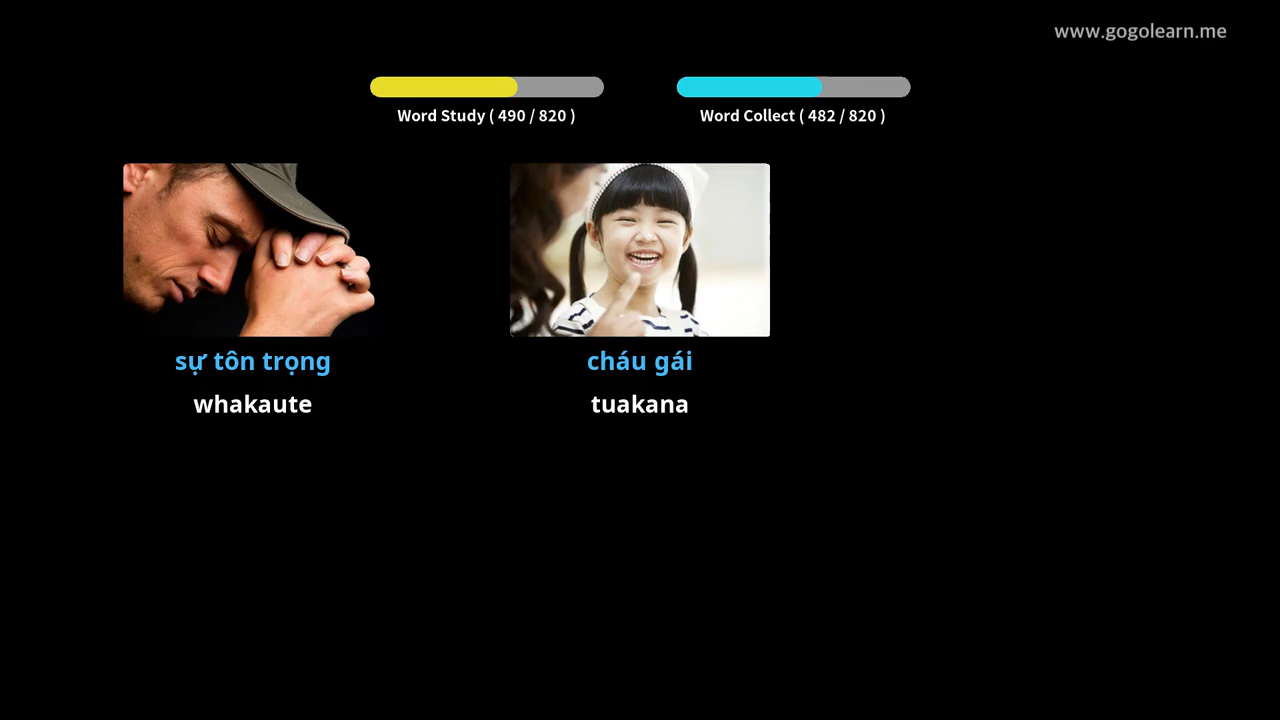 www.gogolearn.me
Word Study ( 490 / 820 )
Word Collect ( 482 / 820 )
sự tôn trọng
whakaute
cháu gái
tuakana